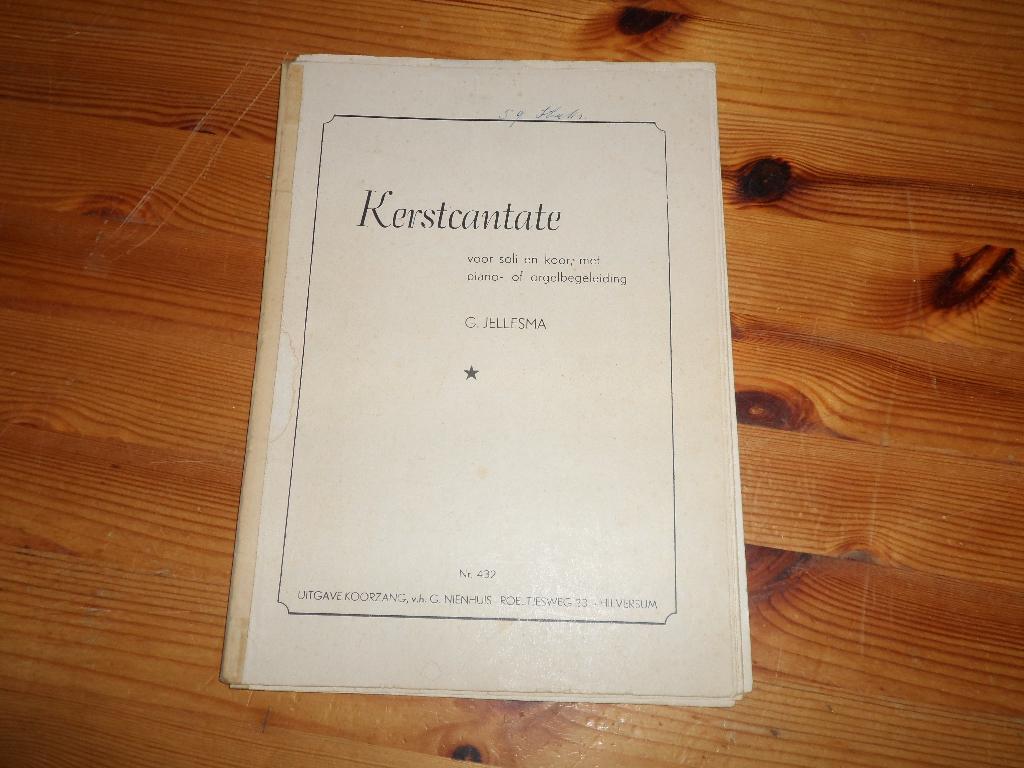 Kerstcantate
voor soli en koor, met
piano- of orgelbegeleiding
G. JELLESMA
Nr. 432
UITGAVE KOORZANG, v.h. G. NIENHUIS - ROELTJESWEG 33 - HILVERSUM